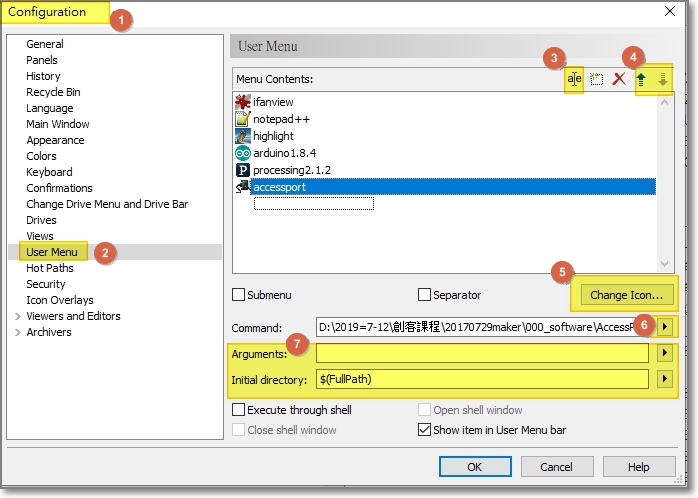 Configuration
1
General
Panels
History
Recycle Bin
Language
Main Window
Appearance
Colors
Keyboard
Confirmations
Change Drive Menu and Drive Bar
Drives
Views
User Menu
2
Hot Paths
Security
Icon Overlays
Viewers and Editors
Archivers
User Menu
3
4
Menu Contents:
ifanview
notepad++
highlight
arduino1.8.4
processing2.1.2
accessport
5
Submenu
Separator
Change Icon...
Command:
D:\2019=7-12\創客課程\20170729maker\000_software\Access
6
7
Arguments:
Initial directory:
$(FullPath)
Execute through shell
Open shell window
Close shell window
Show item in User Menu bar
OK
Cancel
Help